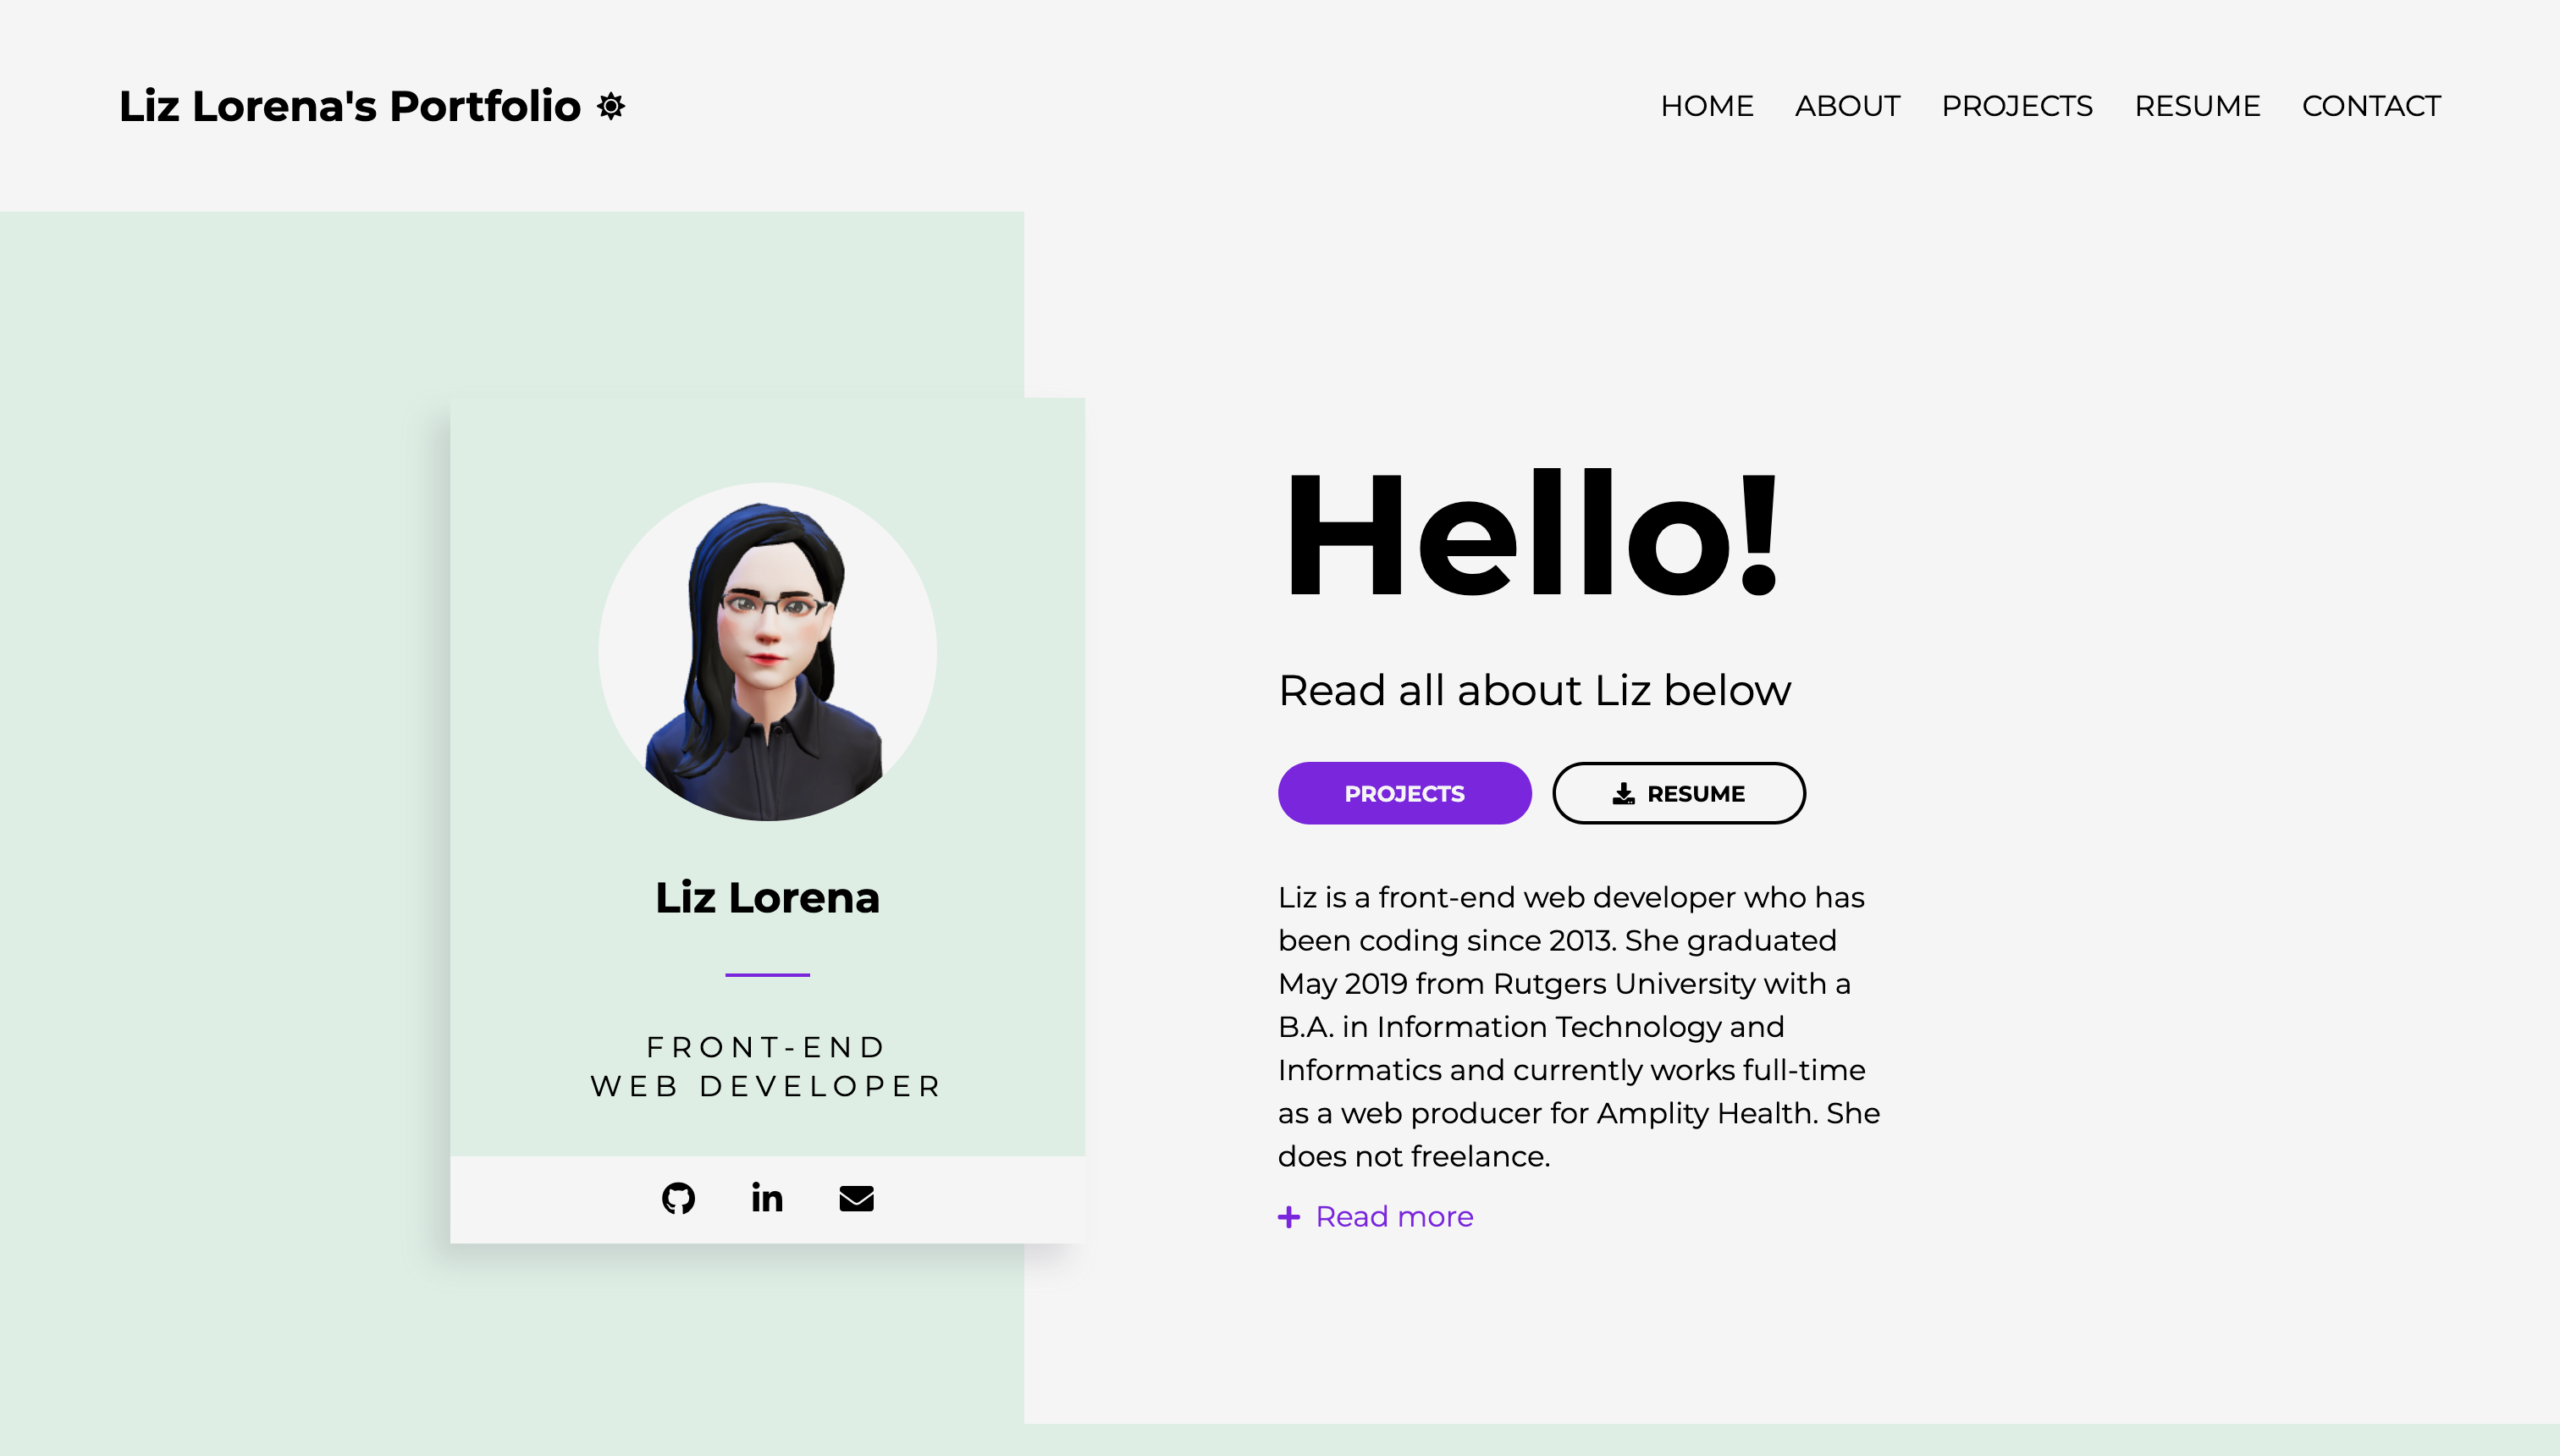 Liz Lorena's Portfolio
HOME ABOUT PROJECTS RESUME CONTACT
Liz Lorena
FRONT-END
WEB DEVELOPER
Hello!
Read all about Liz below
PROJECTS
RESUME
Liz is a front-end web developer who has
been coding since 2013. She graduated
May 2019 from Rutgers University with a
B.A. in Information Technology and
Informatics and currently works full-time
as a web producer for Amplity Health. She
does not freelance.
Read more